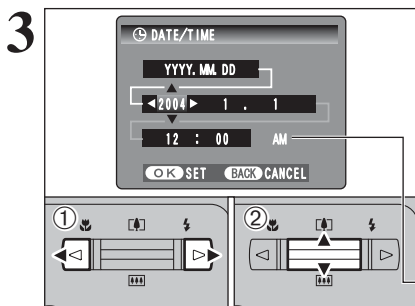 3
DATE/TIME
YYYY. MM. DD
2004 1 . 1
12 : 00 AM
OK SET BACK CANCEL
① ②